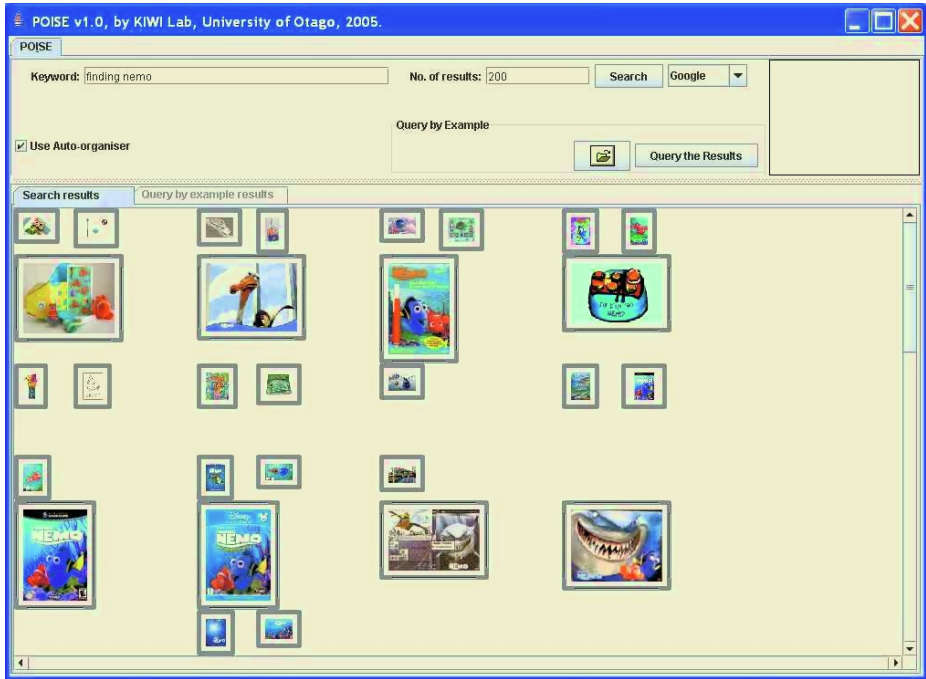 POISE v1.0, by KIWI Lab, University of Otago, 2005.
POISE
Keyword: finding nemo No. of results: 200 Search Google
Query by Example
Use Auto-organiser
Query the Results
Search results Query by example results
NEMO
NEMO
NEMO